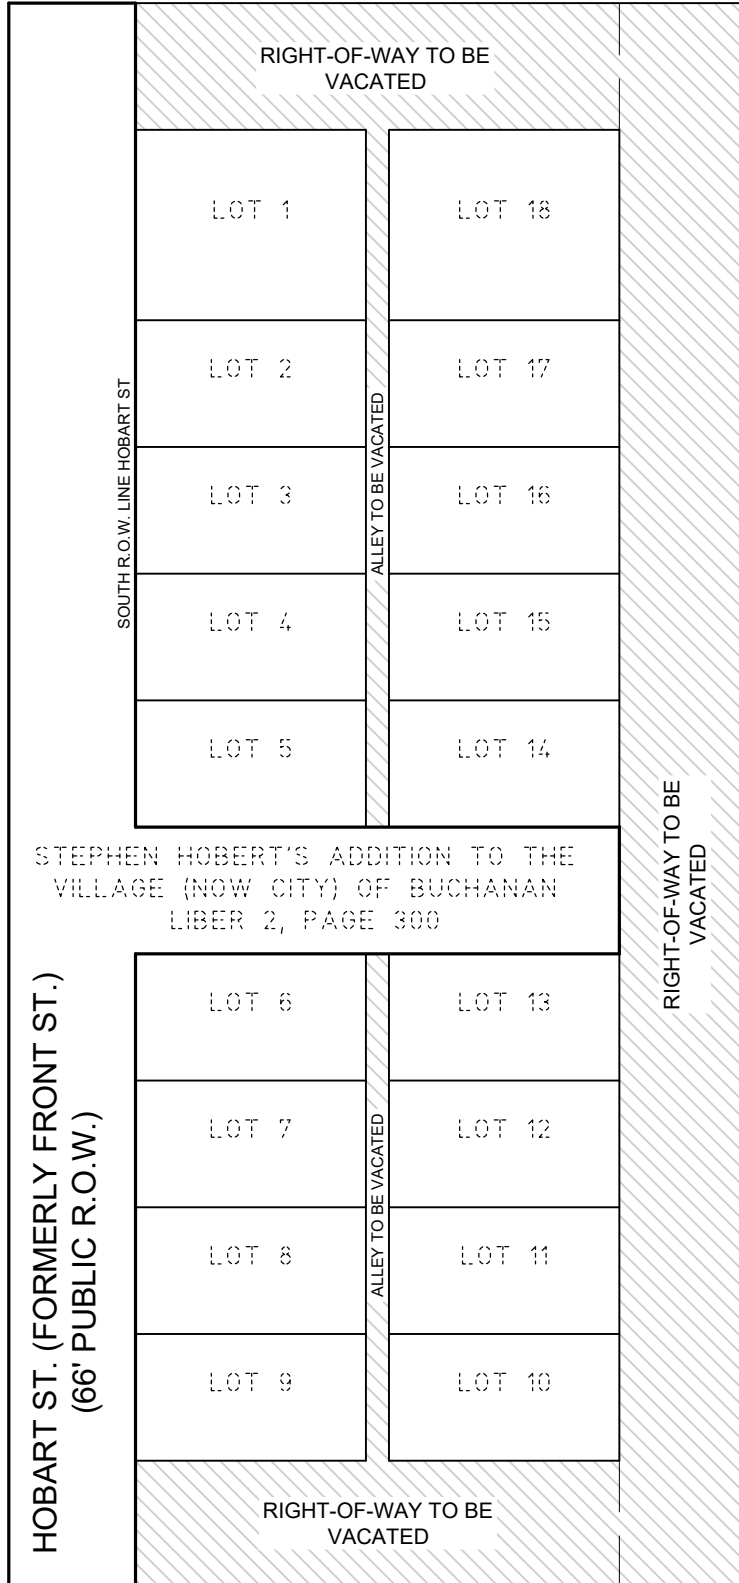 RIGHT-OF-WAY TO BE
VACATED
LOT 1
LOT 18
LOT 2
LOT 17
SOUTH R.O.W. LINE HOBART ST
ALLEY TO BE VACATED
LOT 3
LOT 16
LOT 4
LOT 15
LOT 5
LOT 14
STEPHEN HOBERT'S ADDITION TO THE
VILLAGE (NOW CITY) OF BUCHANAN
LIBER 2, PAGE 300
RIGHT-OF-WAY TO BE
VACATED
HOBART ST. (FORMERLY FRONT ST.)
(66' PUBLIC R.O.W.)
LOT 6
LOT 13
LOT 7
LOT 12
ALLEY TO BE VACATED
LOT 8
LOT 11
LOT 9
LOT 10
RIGHT-OF-WAY TO BE
VACATED